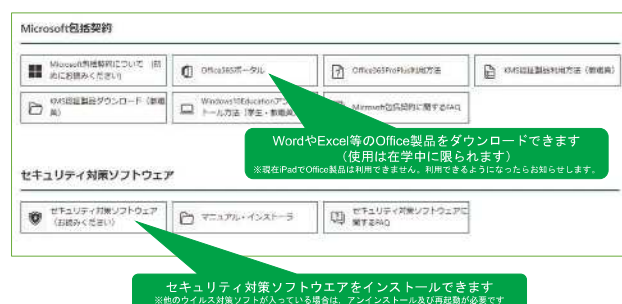 Microsoft包括契約
Microsoft包括契約について (初
めにお読みください)
Office365ポータル
Office365ProPlus利用方法
KMS認証製品利用方法 (教職員)
KMS認証製品ダウンロード (教職
員)
Windows10Educationアプ
トール方法 (学生・教職員
Microsoft包括契約に関するFAQ
WordやExcel等のOffice製品をダウンロードできます
(使用は在学中に限られます)
※現在iPadでOffice製品は利用できません。利用できるようになったらお知らせします。
セキュリティ対策ソフトウェア
セキュリティ対策ソフトウェア
(お読みください)
マニュアル・インストーラ
セキュリティ対策ソフトウェアに
関するFAQ
セキュリティ対策ソフトウエアをインストールできます
※他のウイルス対策ソフトが入っている場合は、アンインストール及び再起動が必要です